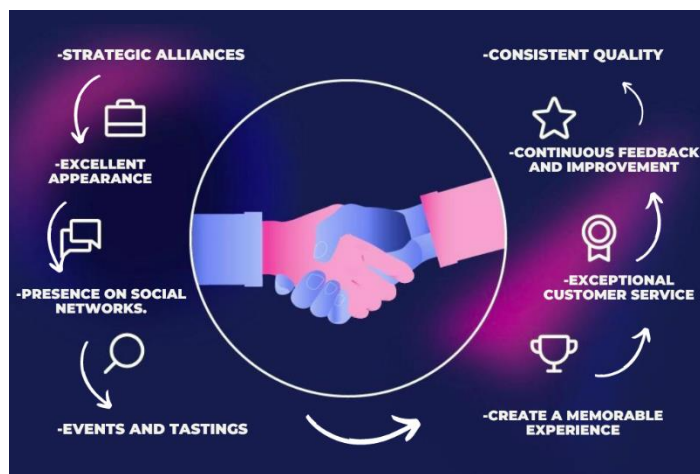 -STRATEGIC ALLIANCES
-EXCELLENT
APPEARANCE
-PRESENCE ON SOCIAL
NETWORKS.
-EVENTS AND TASTINGS
-CREATE A MEMORABLE
EXPERIENCE
-EXCEPTIONAL
CUSTOMER SERVICE
-CONTINUOUS FEEDBACK
AND IMPROVEMENT
-CONSISTENT QUALITY